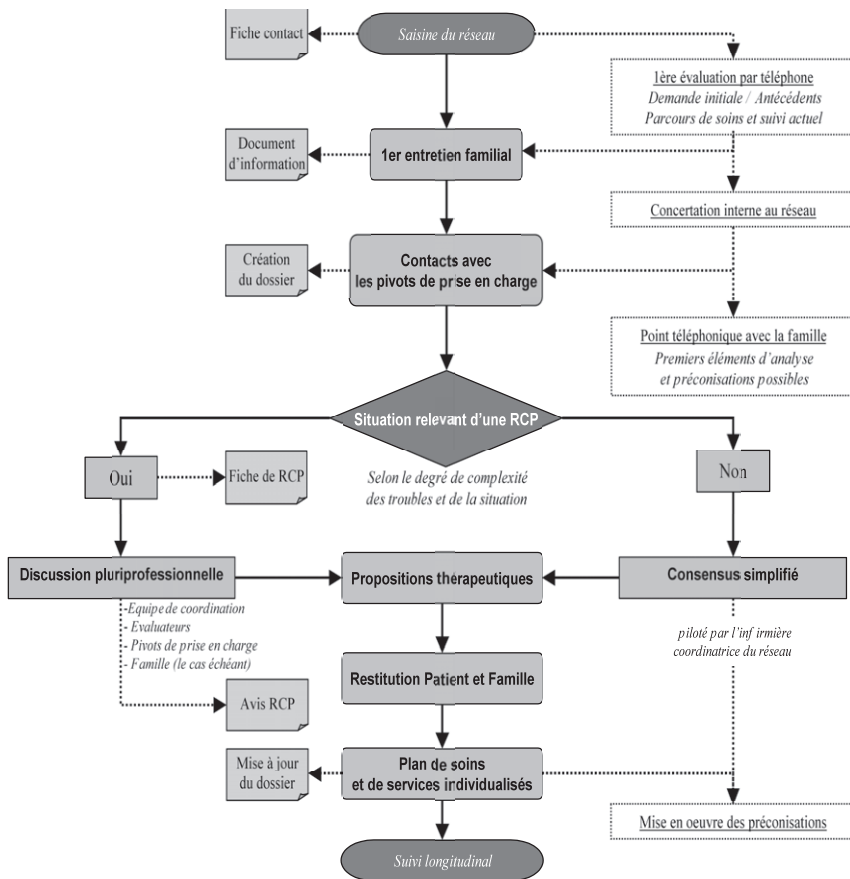 Fiche contact
Saisine du réseau
1ère évaluation par téléphone
Demande initiale / Antécédents
Parcours de soins et suivi actuel
Document
d'information
1er entretien familial
Concertation interne au réseau
Création
du dossier
Contacts avec
les pivots de prise en charge
Point téléphonique avec la famille
Premiers éléments d'analyse
et préconisations possibles
Situation relevant d'une RCP
Oui
Fiche de RCP
Selon le degré de complexité
des troubles et de la situation
Non
Discussion pluriprofessionnelle
Propositions thérapeutiques
Consensus simplifié
-Equipe de coordination
- Evaluateurs
- Pivots de prise en charge
- Famille (le cas échéant)
piloté par l'inf irmière
coordinatrice du réseau
Restitution Patient et Famille
Avis RCP
Mise à jour
du dossier
Plan de soins
et de services individualisés
Mise en oeuvre des préconisations
Suivi longitudinal